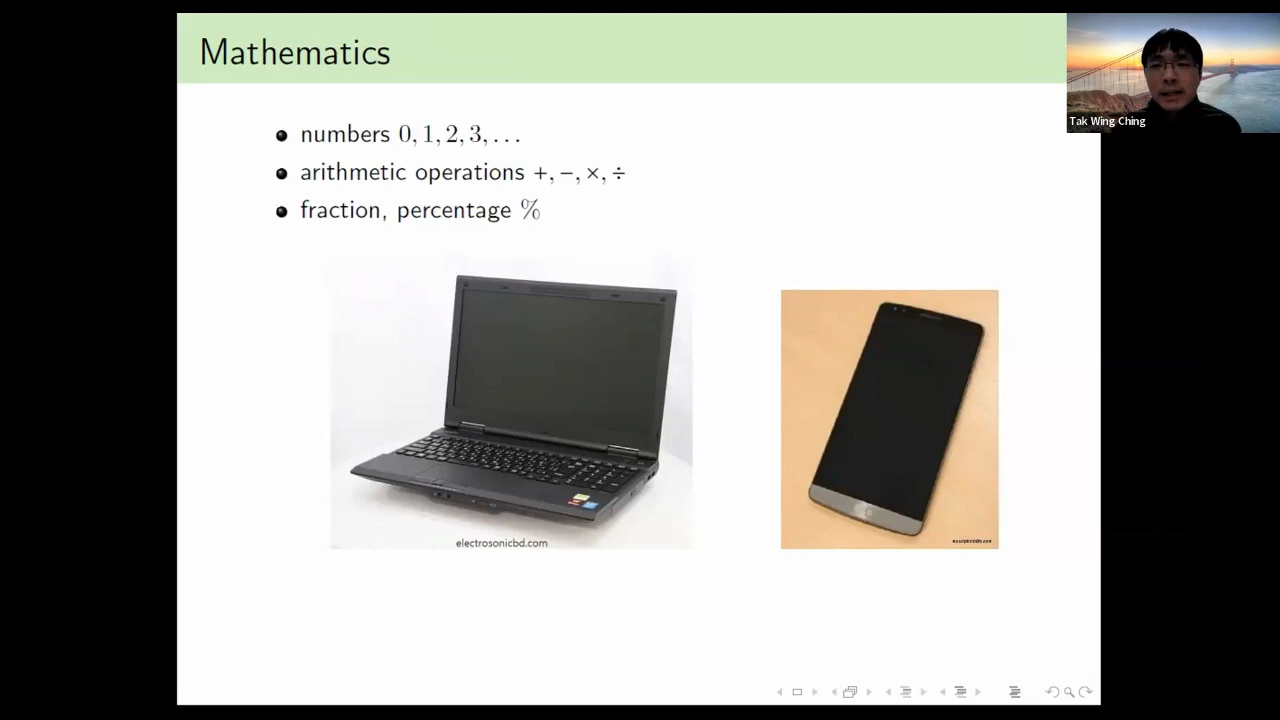 Mathematics
Tak Wing Ching
numbers 0, 1, 2, 3, . . .
arithmetic operations +, −, ×, ÷
fraction, percentage %
electrosonicbd.com